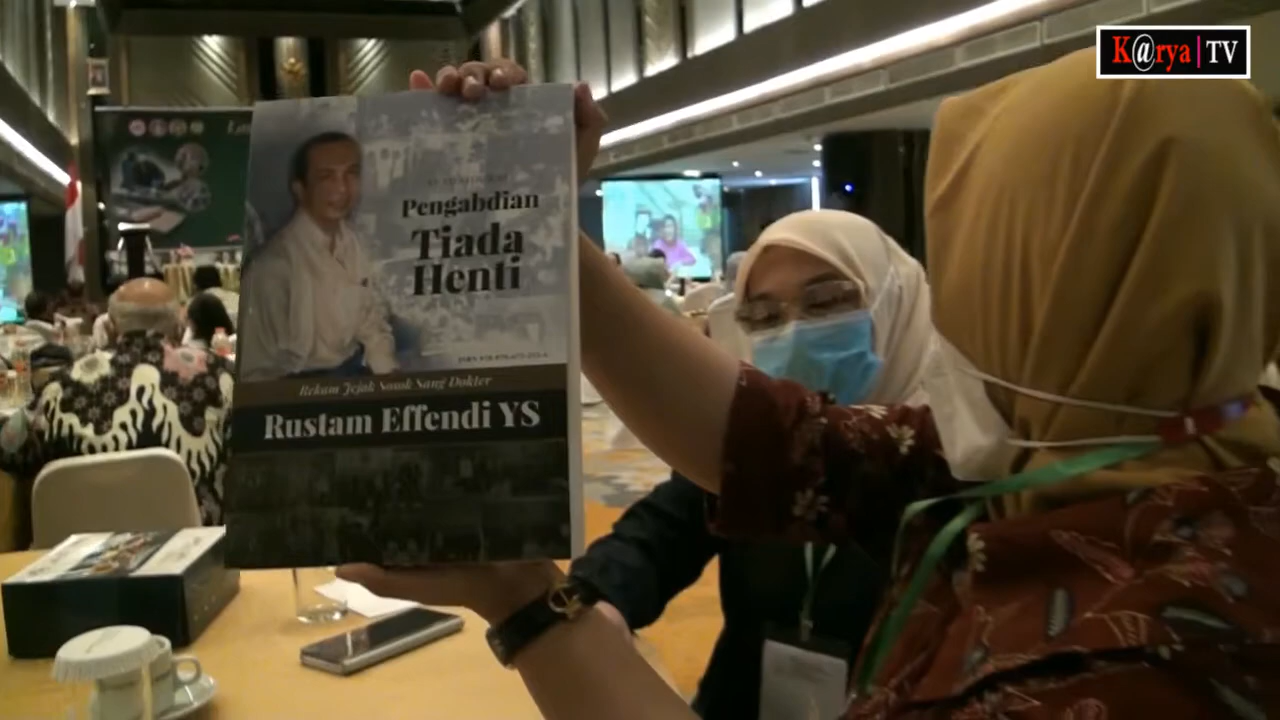 K@rya|TV
Pengabdian
Tiada
Henti
Rekam Jejak Sosok Sang Dokter
Rustam Effendi YS